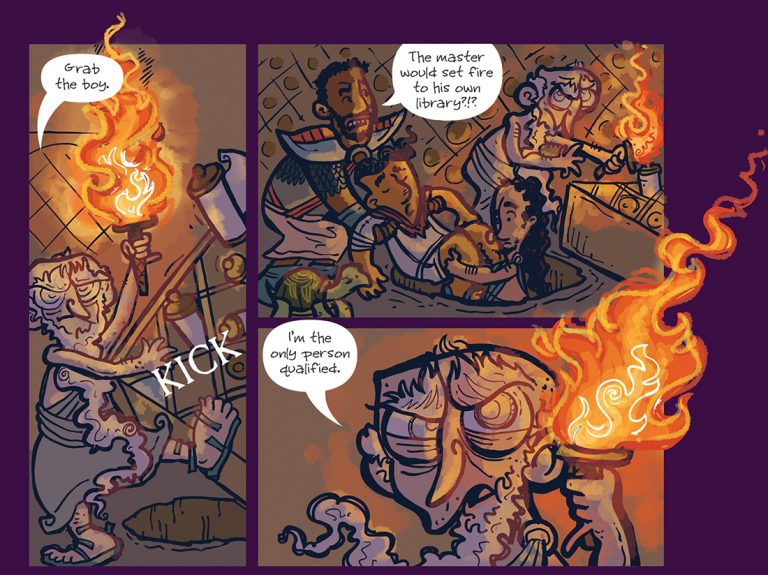 Grab
the boy.
KICK
The master
would set fire
to his own
library?!?
I'm the
only person
qualified.